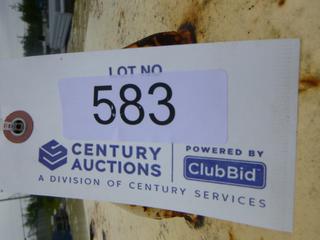 LOT NO
583
CENTURY AUCTIONS
POWERED BY ClubBid
A DIVISION OF CENTURY SERVICES